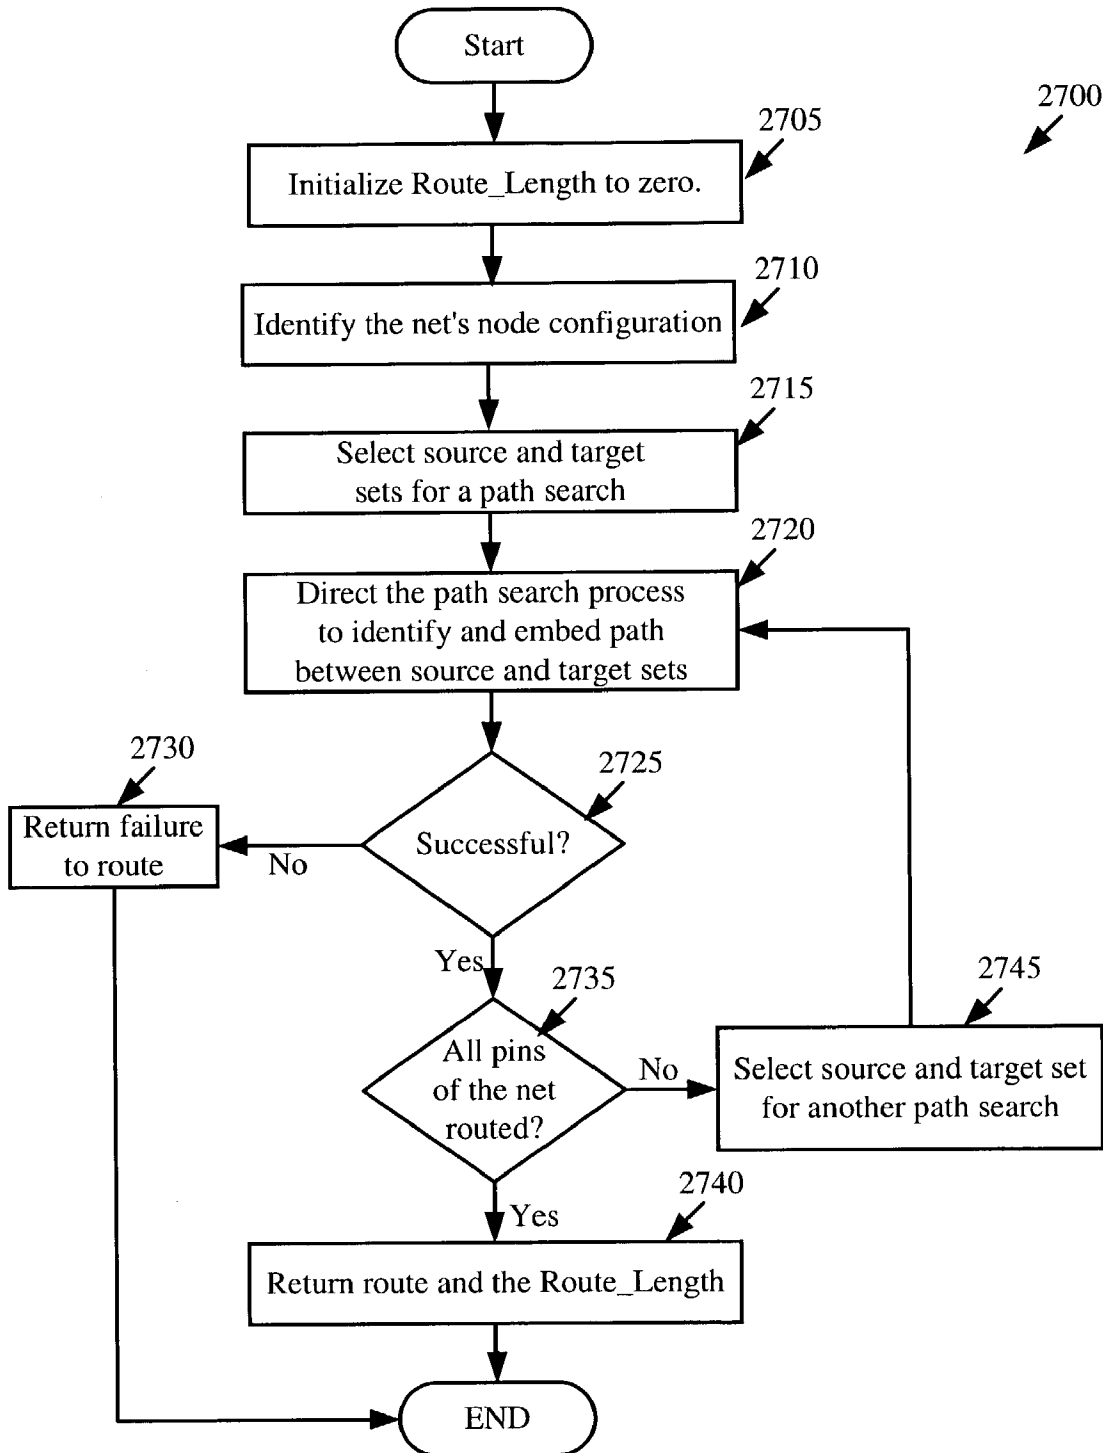 Start
2700
2705
Initialize Route_Length to zero.
2710
Identify the net's node configuration
2715
Select source and target
sets for a path search
2720
Direct the path search process
to identify and embed path
between source and target sets
2730
2725
Return failure
to route
No
Successful?
Yes
2735
2745
All pins
of the net
routed?
No
Select source and target set
for another path search
2740
Yes
Return route and the Route_Length
END